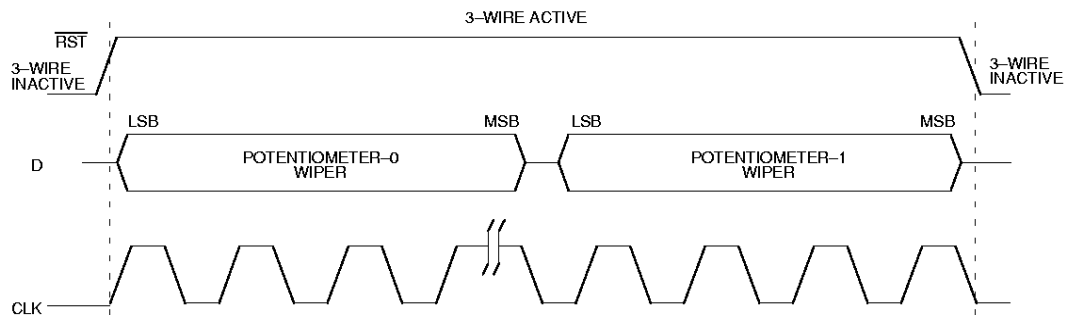 3–WIRE ACTIVE
RST
3–WIRE
INACTIVE
3–WIRE
INACTIVE
LSB
MSB
LSB
MSB
D
POTENTIOMETER–0
WIPER
POTENTIOMETER–1
WIPER
CLK